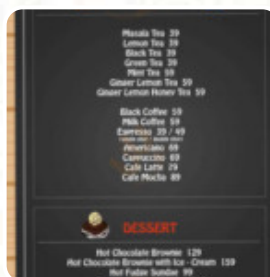 Masala Tea 39
Lemon Tea 39
Black Tea 39
Green Tea 39
Mint Tea 59
Ginger Lemon Tea 59
Ginger Lemon Honey Tea 59
Black Coffee 59
Milk Coffee 59
Espresso 39 / 49
Americano 69
Cappuccino 69
Cafe Latte 79
Cafe Mocha 89
DESSERT
Hot Chocolate Brownie 129
Hot Chocolate Brownie with Ice - Cream 159
Hot Fudge Sundae 99